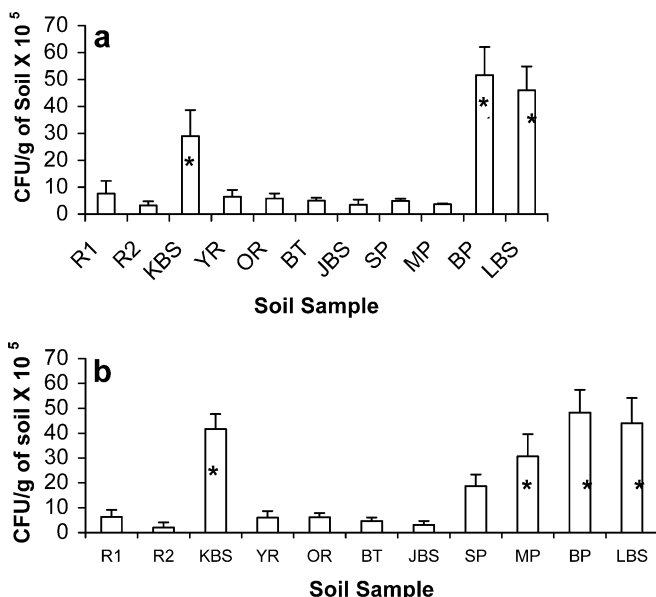 a
CFU/g of Soil X 10 5
70
60
50
40
30
20
10
0
* * *
R1 R2 KBS YR OR BT JBS SP MP BP LBS
Soil Sample
b
CFU/g of soil X 10 5
70
60
50
40
30
20
10
0
* * * *
R1 R2 KBS YR OR BT JBS SP MP BP LBS
Soil Sample